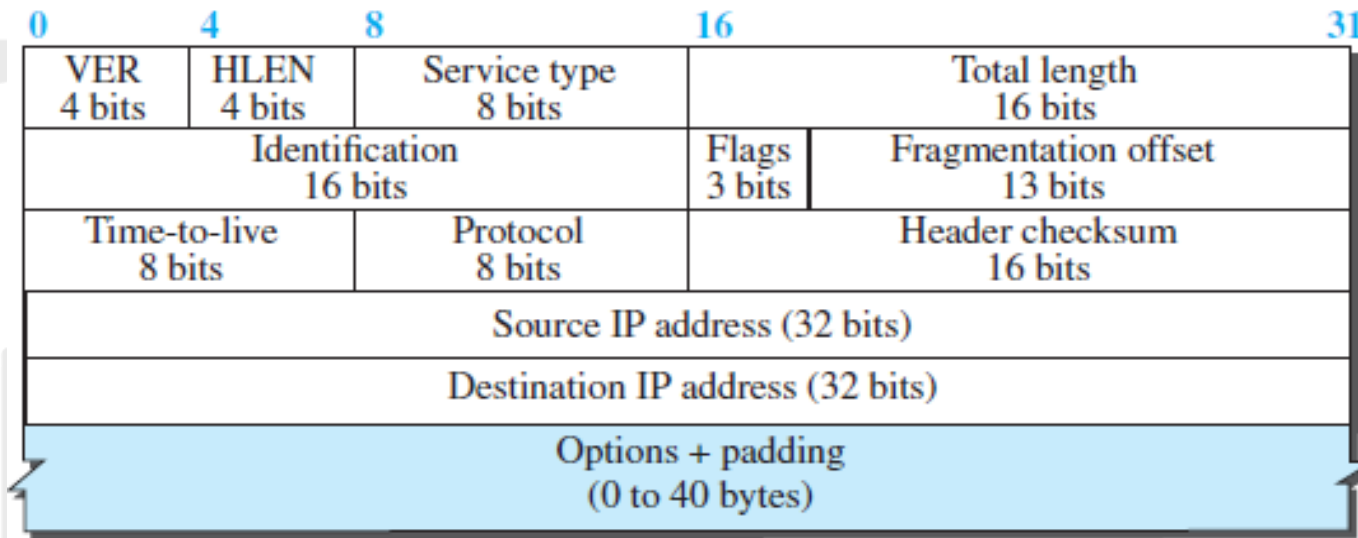 0 4 8 16 31
VER HLEN Service type Total length
4 bits 4 bits 8 bits 16 bits
Identification Flags Fragmentation offset
16 bits 3 bits 13 bits
Time-to-live Protocol Header checksum
8 bits 8 bits 16 bits
Source IP address (32 bits)
Destination IP address (32 bits)
Options + padding
(0 to 40 bytes)